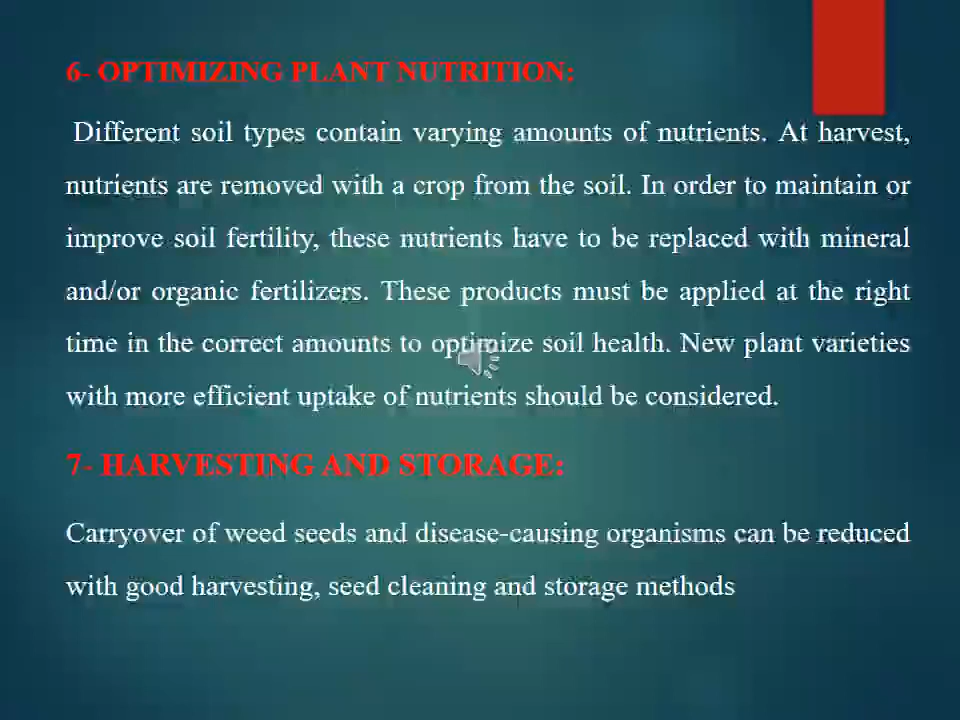 6- OPTIMIZING PLANT NUTRITION:
Different soil types contain varying amounts of nutrients. At harvest,
nutrients are removed with a crop from the soil. In order to maintain or
improve soil fertility, these nutrients have to be replaced with mineral
and/or organic fertilizers. These products must be applied at the right
time in the correct amounts to optimize soil health. New plant varieties
with more efficient uptake of nutrients should be considered.
7- HARVESTING AND STORAGE:
Carryover of weed seeds and disease-causing organisms can be reduced
with good harvesting, seed cleaning and storage methods